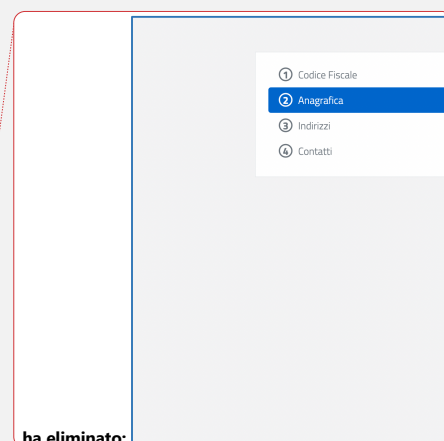 1 Codice Fiscale
2 Anagrafica
3 Indirizzi
4 Contatti
ha eliminato: